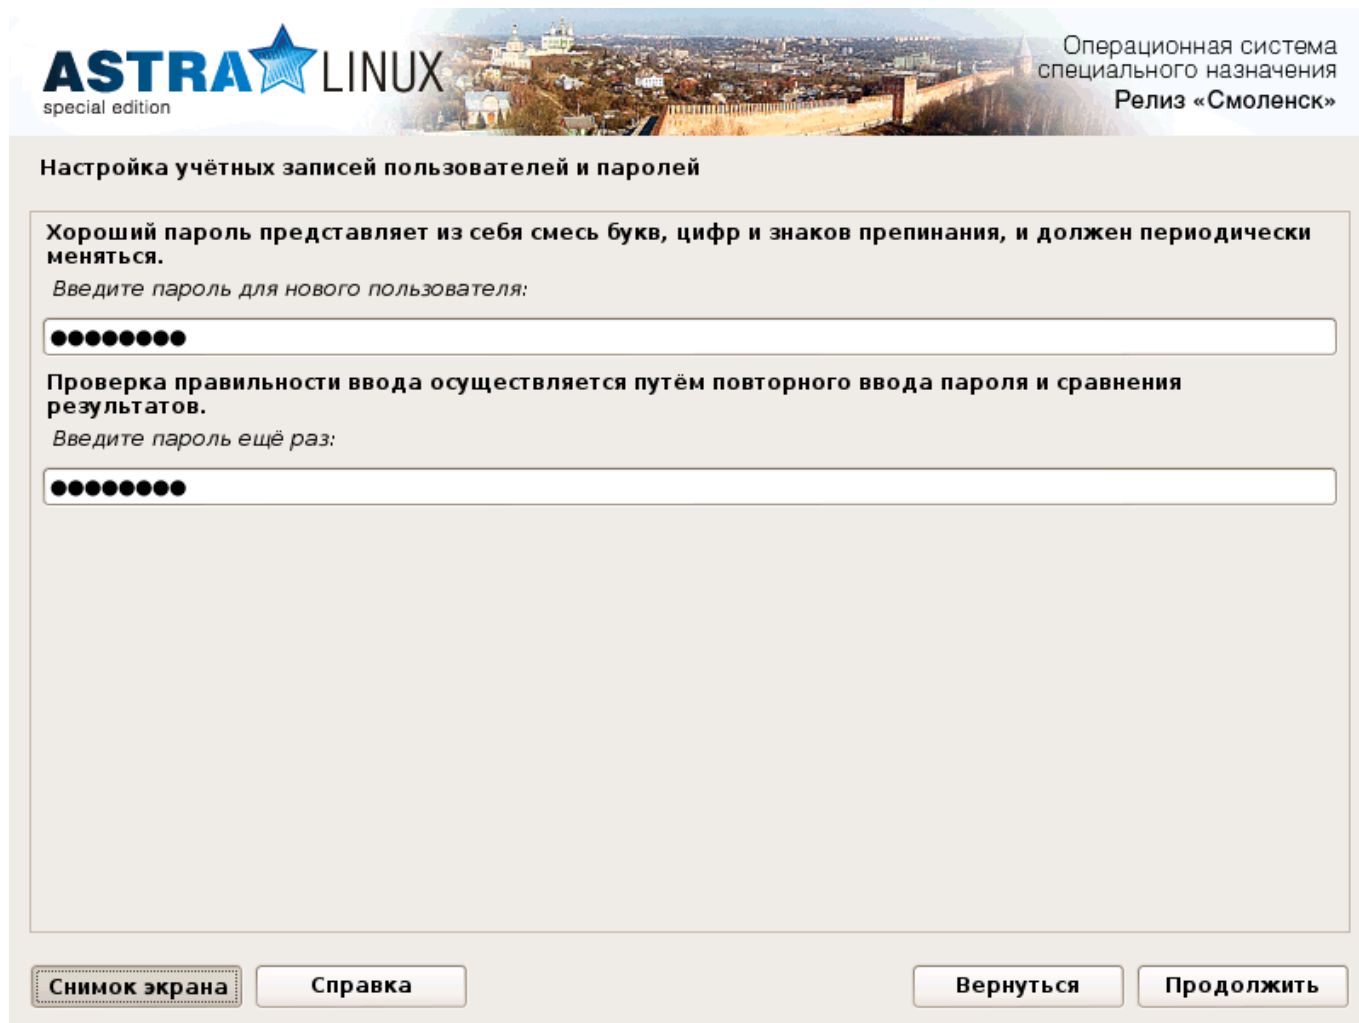 ASTRA LINUX
special edition
Операционная система
специального назначения
Релиз «Смоленск»
Настройка учётных записей пользователей и паролей
Хороший пароль представляет из себя смесь букв, цифр и знаков препинания, и должен периодически
меняться.
Введите пароль для нового пользователя:
●●●●●●●●
Проверка правильности ввода осуществляется путём повторного ввода пароля и сравнения
результатов.
Введите пароль ещё раз:
●●●●●●●●
Снимок экрана
Справка
Вернуться
Продолжить